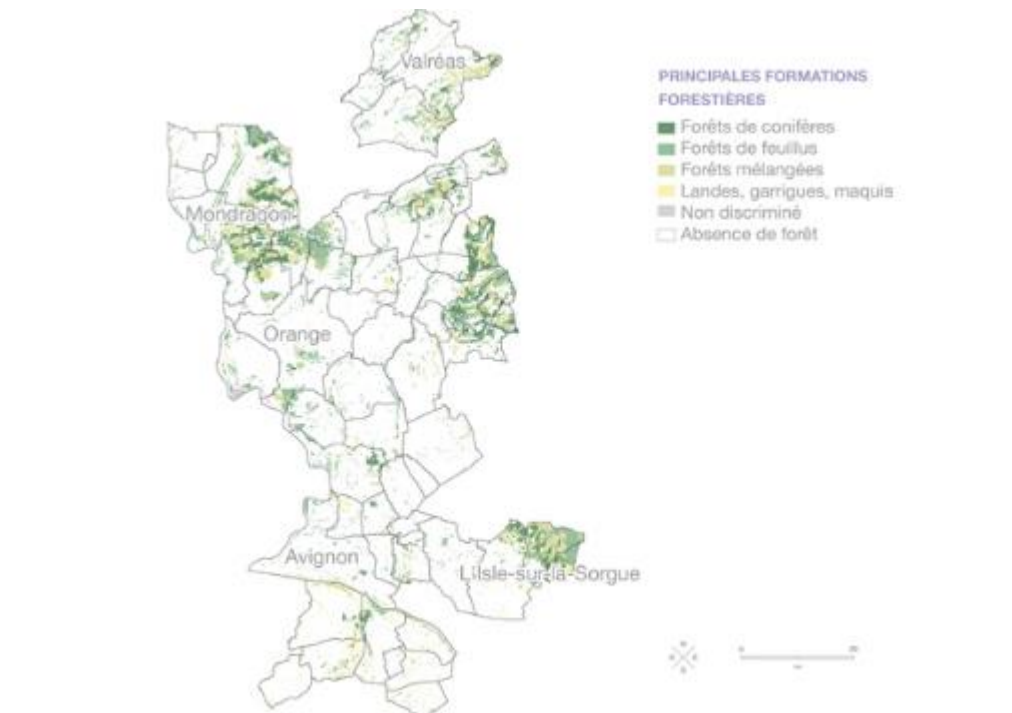 Valréas
Mondragon
Orange
Avignon
L'Isle-sur-la-Sorgue
PRINCIPALES FORMATIONS
FORESTIÈRES
Forêts de conifères
Forêts de feuillus
Forêts mélangées
Landes, garrigues, maquis
Non discriminé
Absence de forêt